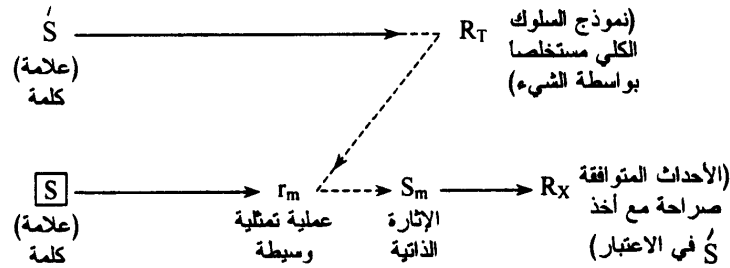 Ś R_T (نموذج السلوك
(علامة) الكلي مستخلصا
كلمة بواسطة الشيء)
S r_m S_m R_X (الأحداث المتوافقة
(علامة) عملية تمثلية الإثارة صراحة مع أخذ
كلمة وسيطة الذاتية Ś في الاعتبار)